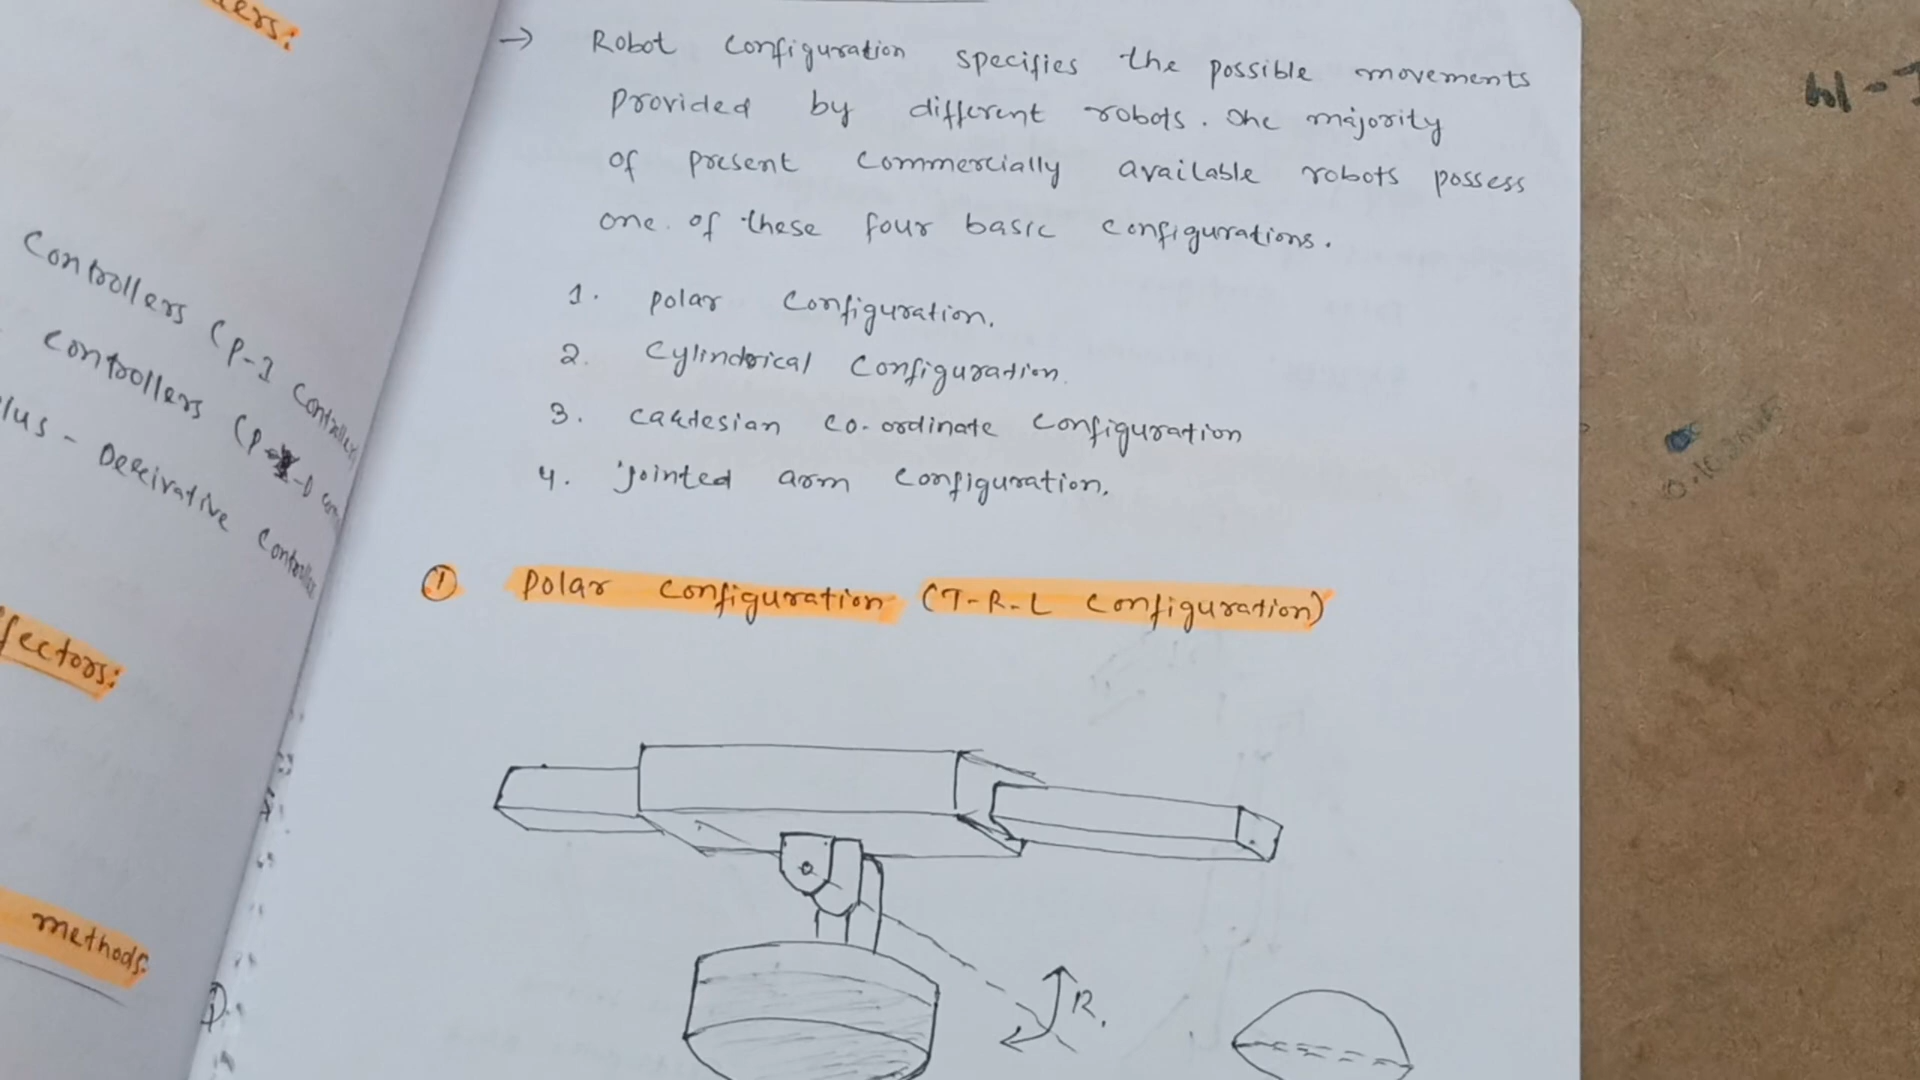 Controllers (P-I Controller
Controllers (P-I-D
lus - Dereivative Controller
methods:
→ Robot configuration specifies the possible movements
Provided by different robots. The majority
of present commercially available robots possess
one of these four basic configurations.
1. polar configuration.
2. Cylindrical configuration.
3. cartesian co-ordinate configuration
4. jointed arm configuration.
① polar configuration (T-R-L configuration)
R.